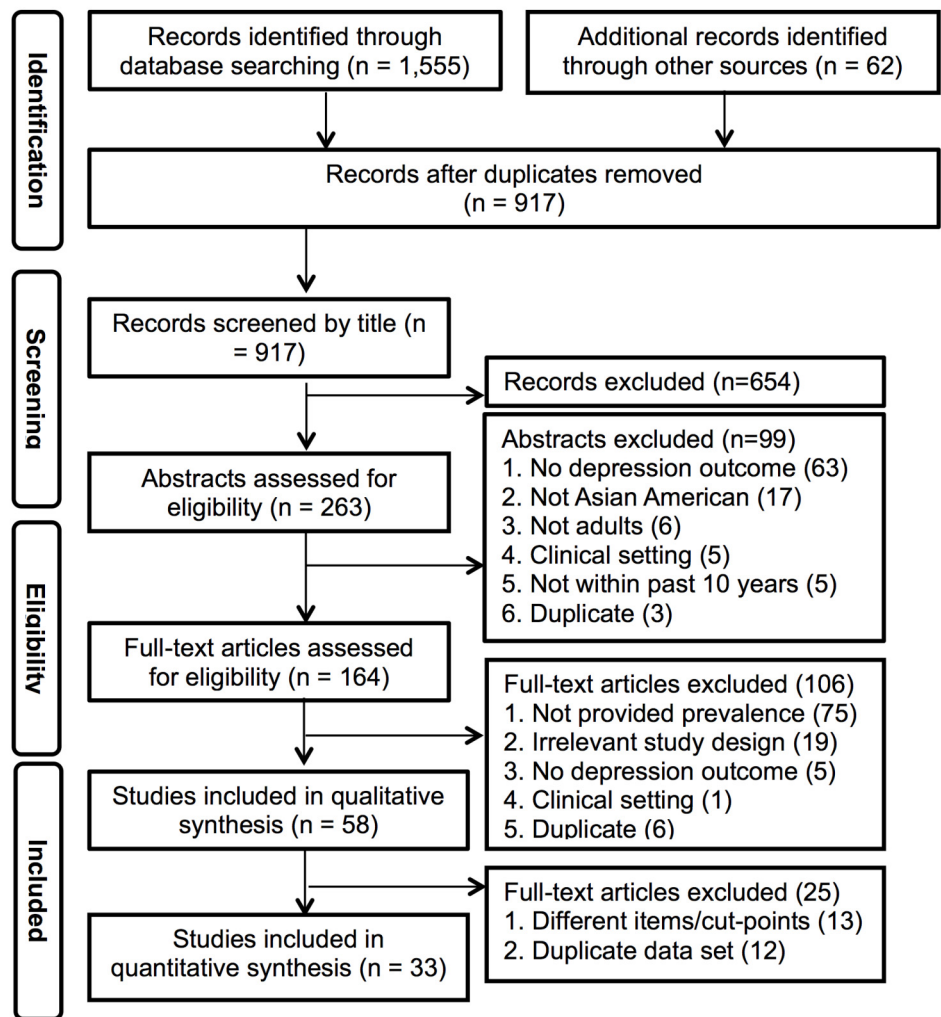 Identification
Records identified through
database searching (n = 1,555)
Additional records identified
through other sources (n = 62)
Records after duplicates removed
(n = 917)
Screening
Records screened by title (n
= 917)
Records excluded (n=654)
Abstracts assessed for
eligibility (n = 263)
Abstracts excluded (n=99)
1. No depression outcome (63)
2. Not Asian American (17)
3. Not adults (6)
4. Clinical setting (5)
5. Not within past 10 years (5)
6. Duplicate (3)
Eligibility
Full-text articles assessed
for eligibility (n = 164)
Full-text articles excluded (106)
1. Not provided prevalence (75)
2. Irrelevant study design (19)
3. No depression outcome (5)
4. Clinical setting (1)
5. Duplicate (6)
Included
Studies included in qualitative
synthesis (n = 58)
Full-text articles excluded (25)
1. Different items/cut-points (13)
2. Duplicate data set (12)
Studies included in
quantitative synthesis (n = 33)